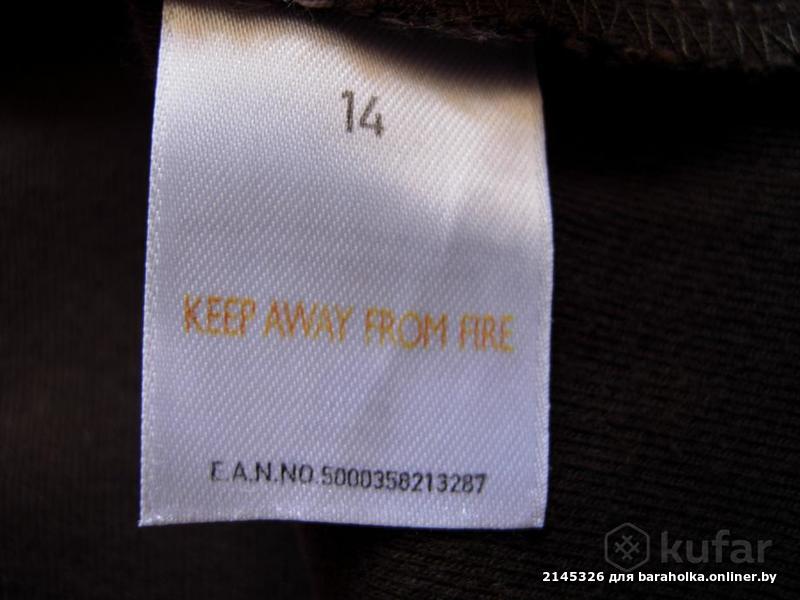 14
KEEP AWAY FROM FIRE
E.A.N.NO.5000358213287
kufar
2145326 для baraholka.onliner.by